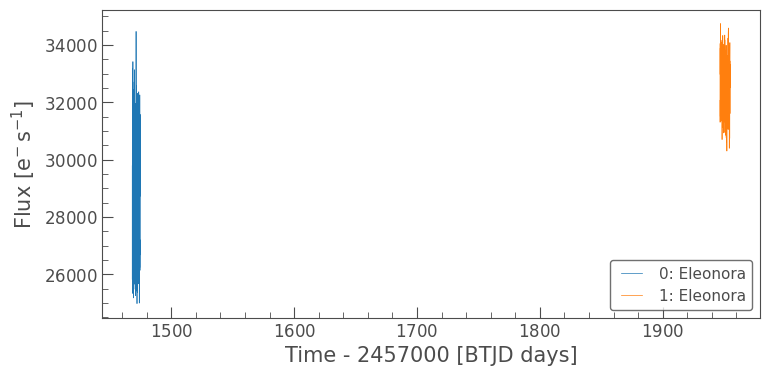 34000
32000
30000
28000
26000
Flux [e⁻ s⁻¹]
0: Eleonora
1: Eleonora
1500 1600 1700 1800 1900
Time - 2457000 [BTJD days]